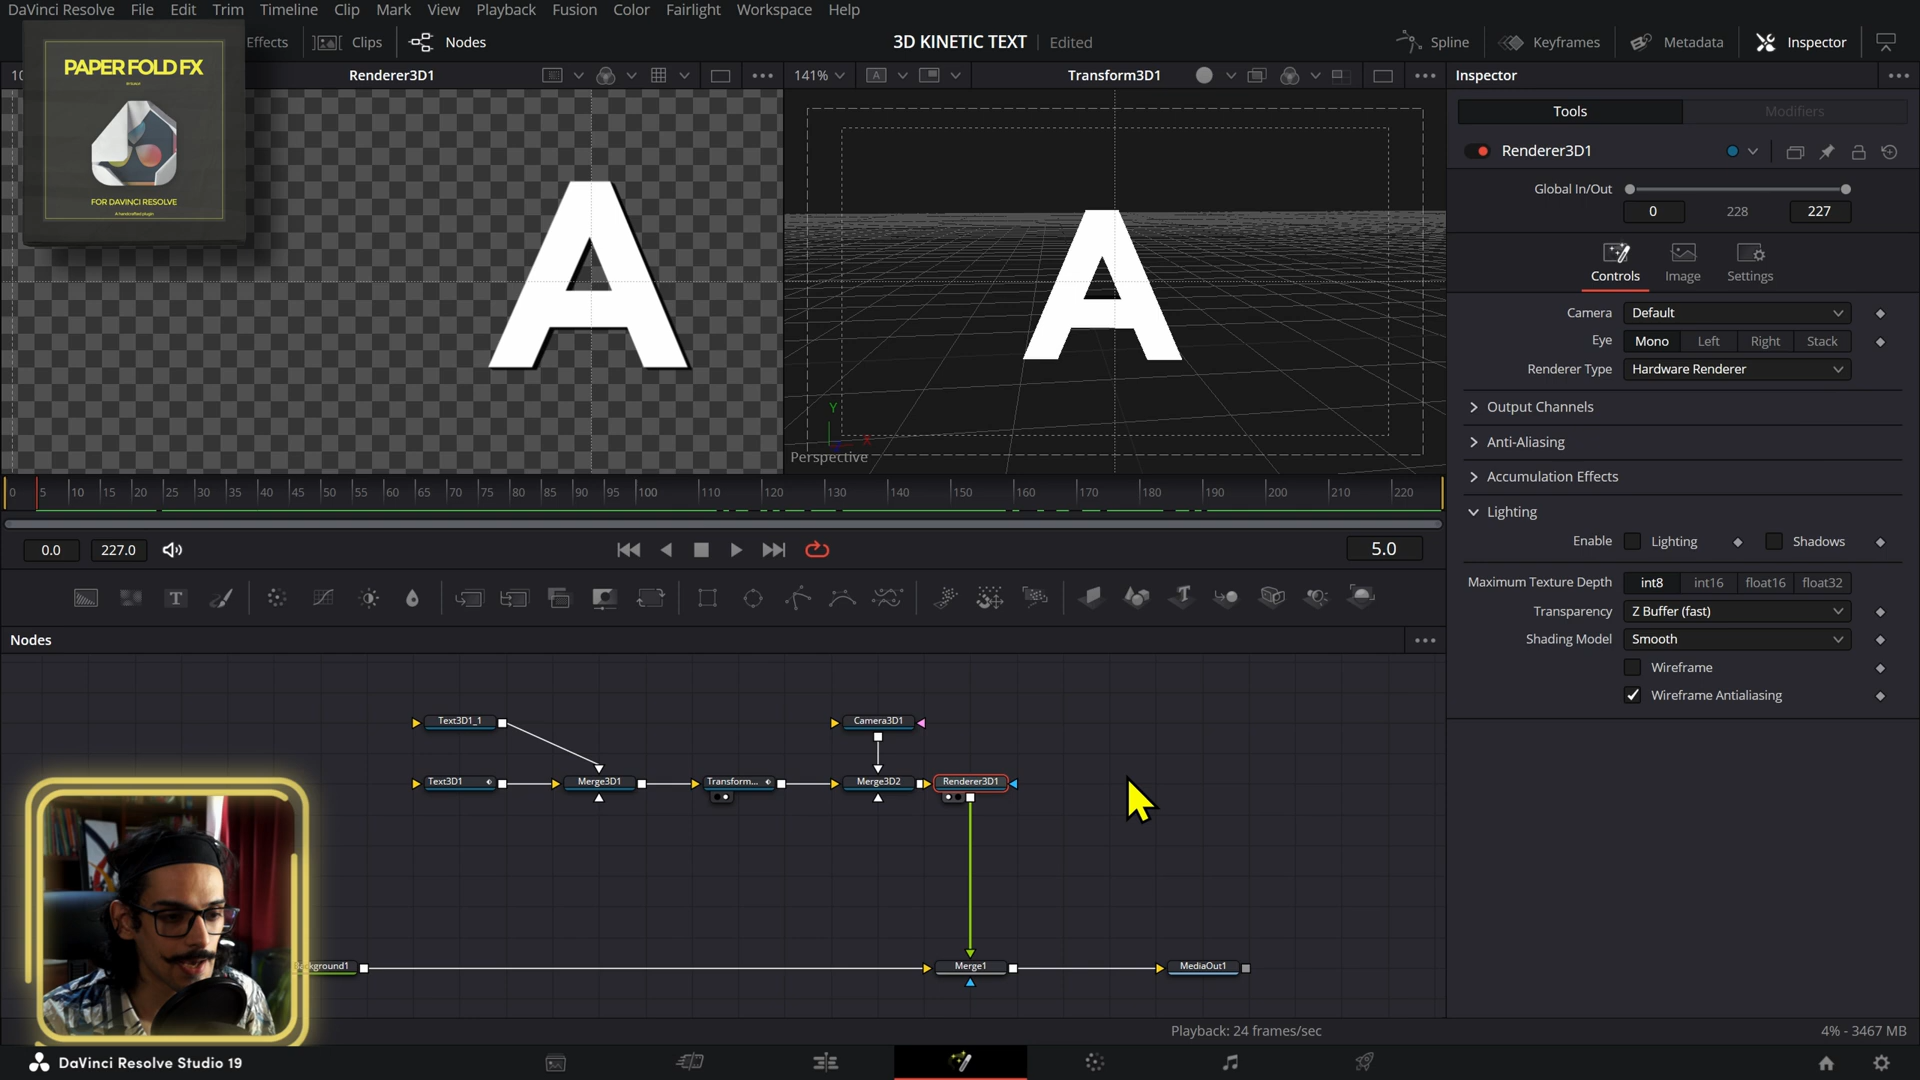 DaVinci Resolve File Edit Trim Timeline Clip Mark View Playback Fusion Color Fairlight Workspace Help
Effects Clips Nodes 3D KINETIC TEXT Edited Spline Keyframes Metadata Inspector
PAPER FOLD FX
FOR DAVINCI RESOLVE
A handcrafted plugin
10 Renderer3D1 141% A Transform3D1 Inspector
Tools Modifiers
Renderer3D1
Global In/Out
0 228 227
Controls Image Settings
Camera Default
Eye Mono Left Right Stack
Renderer Type Hardware Renderer
Output Channels
Anti-Aliasing
Accumulation Effects
Lighting
Enable Lighting Shadows
Maximum Texture Depth int8 int16 float16 float32
Transparency Z Buffer (fast)
Shading Model Smooth
Wireframe
Wireframe Antialiasing
A
A
Y
X
Perspective
0 5 10 15 20 25 30 35 40 45 50 55 60 65 70 75 80 85 90 95 100 110 120 130 140 150 160 170 180 190 200 210 220
0.0 227.0 5.0
T T
Nodes
Text3D1_1 Camera3D1
Text3D1 Merge3D1 Transform... Merge3D2 Renderer3D1
Background1 Merge1 MediaOut1
Playback: 24 frames/sec 4% - 3467 MB
DaVinci Resolve Studio 19